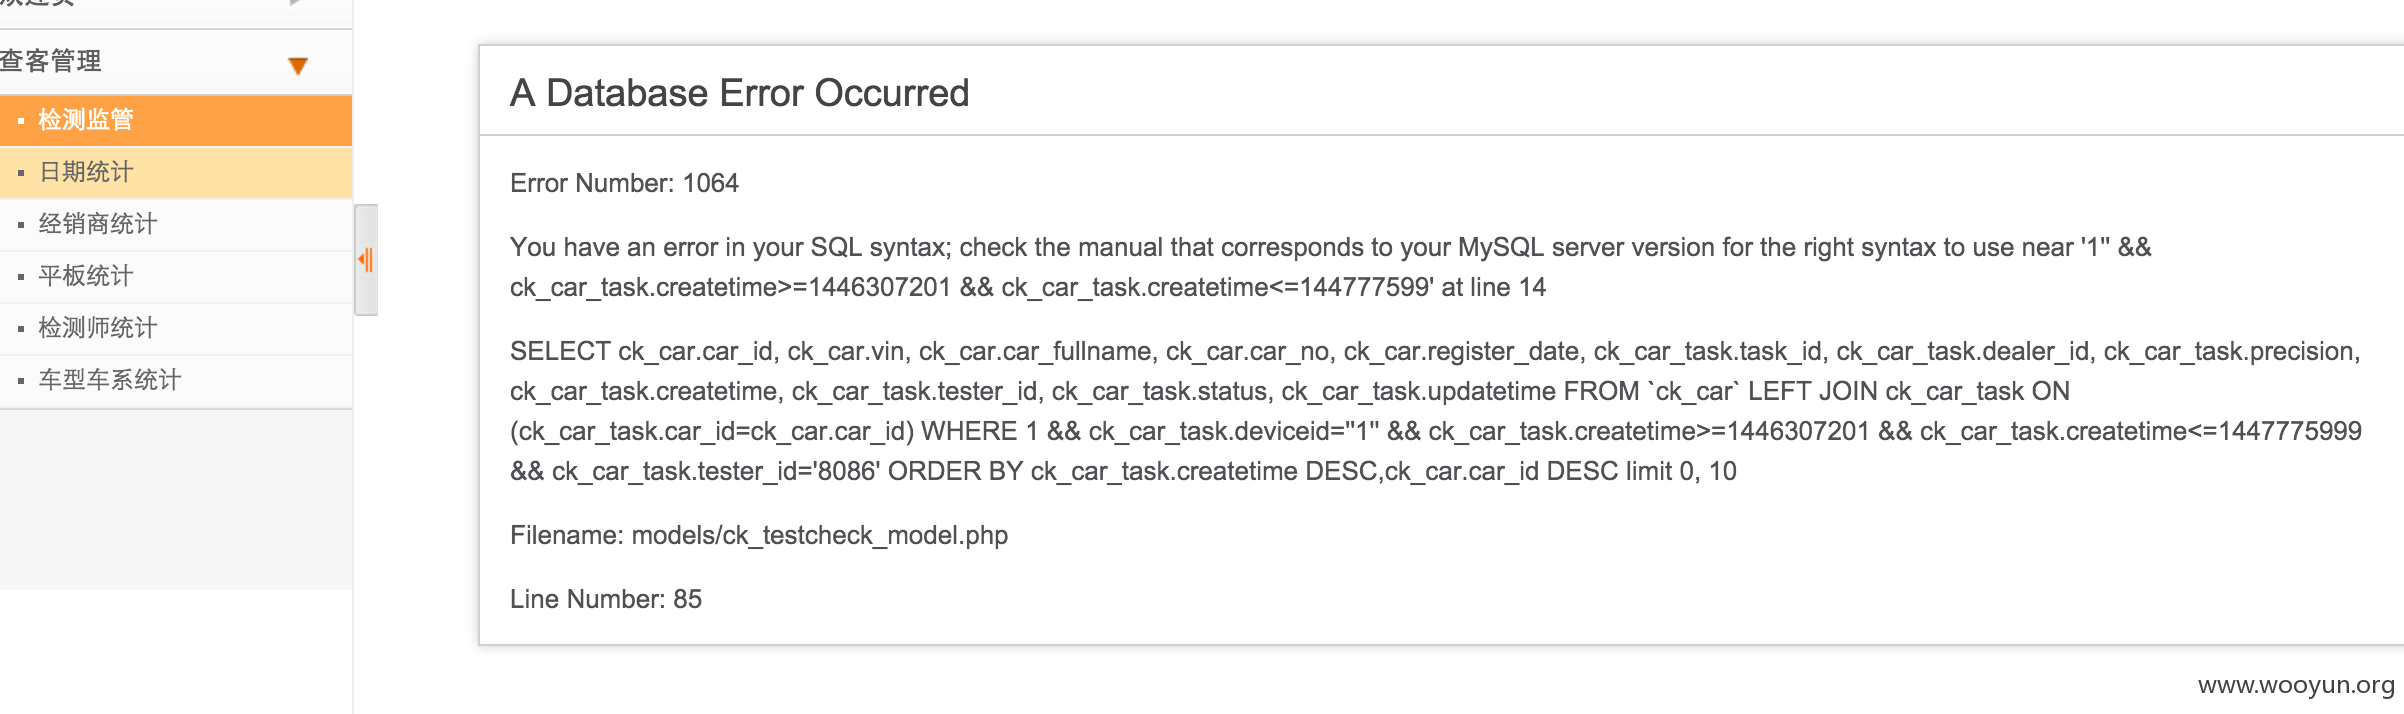 查客管理
检测监管
日期统计
经销商统计
平板统计
检测师统计
车型车系统计
A Database Error Occurred
Error Number: 1064
You have an error in your SQL syntax; check the manual that corresponds to your MySQL server version for the right syntax to use near '1'' &&
ck_car_task.createtime>=1446307201 && ck_car_task.createtime<=144777599' at line 14
SELECT ck_car.car_id, ck_car.vin, ck_car.car_fullname, ck_car.car_no, ck_car.register_date, ck_car_task.task_id, ck_car_task.dealer_id, ck_car_task.precision,
ck_car_task.createtime, ck_car_task.tester_id, ck_car_task.status, ck_car_task.updatetime FROM `ck_car` LEFT JOIN ck_car_task ON
(ck_car_task.car_id=ck_car.car_id) WHERE 1 && ck_car_task.deviceid=''1'' && ck_car_task.createtime>=1446307201 && ck_car_task.createtime<=1447775999
&& ck_car_task.tester_id='8086' ORDER BY ck_car_task.createtime DESC,ck_car.car_id DESC limit 0, 10
Filename: models/ck_testcheck_model.php
Line Number: 85
www.wooyun.org